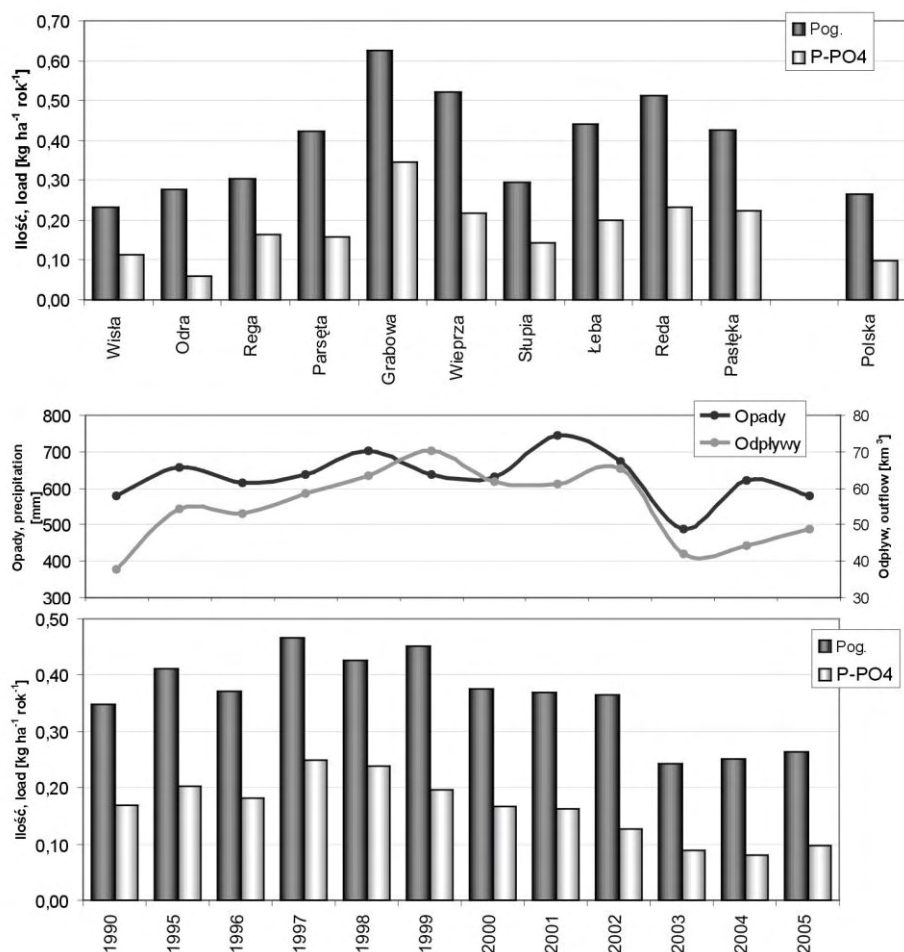 0,70
0,60
0,50
0,40
0,30
0,20
0,10
0,00
Ilość, load [kg ha⁻¹ rok⁻¹]
Pog.
P-PO4
Wisła
Odra
Rega
Parsęta
Grabowa
Wieprza
Słupia
Łeba
Reda
Pasłęka
Polska
800
700
600
500
400
300
Opady, precipitation
[mm]
Opady
Odpływy
80
70
60
50
40
30
Odpływ, outflow [km³]
0,50
0,40
0,30
0,20
0,10
0,00
Ilość, load [kg ha⁻¹ rok⁻¹]
Pog.
P-PO4
1990
1995
1996
1997
1998
1999
2000
2001
2002
2003
2004
2005